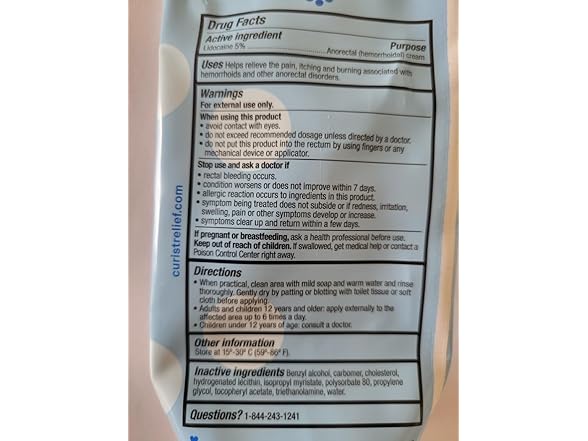 Drug Facts
Active ingredient Purpose
Lidocaine 5%......................Anorectal (hemorrhoidal) cream
Uses Helps relieve the pain, itching and burning associated with
hemorrhoids and other anorectal disorders.
Warnings
For external use only.
When using this product
• avoid contact with eyes.
• do not exceed recommended dosage unless directed by a doctor.
• do not put this product into the rectum by using fingers or any
mechanical device or applicator.
Stop use and ask a doctor if
• rectal bleeding occurs.
• condition worsens or does not improve within 7 days.
• allergic reaction occurs to ingredients in this product.
• symptom being treated does not subside or if redness, irritation,
swelling, pain or other symptoms develop or increase.
• symptoms clear up and return within a few days.
If pregnant or breastfeeding, ask a health professional before use.
Keep out of reach of children. If swallowed, get medical help or contact a
Poison Control Center right away.
Directions
• When practical, clean area with mild soap and warm water and rinse
thoroughly. Gently dry by patting or blotting with toilet tissue or soft
cloth before applying.
• Adults and children 12 years and older: apply externally to the
affected area up to 6 times a day.
• Children under 12 years of age: consult a doctor.
Other information
Store at 15º-30º C (59º-86º F).
Inactive ingredients Benzyl alcohol, carbomer, cholesterol,
hydrogenated lecithin, isopropyl myristate, polysorbate 80, propylene
glycol, tocopheryl acetate, triethanolamine, water.
Questions? 1-844-243-1241
curistrelief.com